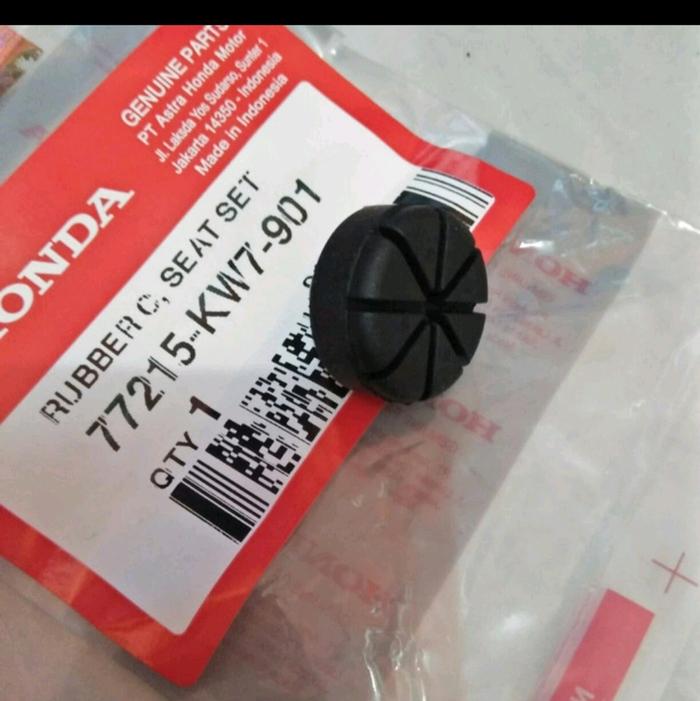 GENUINE PARTS
PT Astra Honda Motor
Jl. Laksda Yos Sudarso, Sunter 1
Jakarta 14350 - Indonesia
Made in Indonesia
HONDA
RUBBER C, SEAT SET
77215-KW7-901
QTY 1